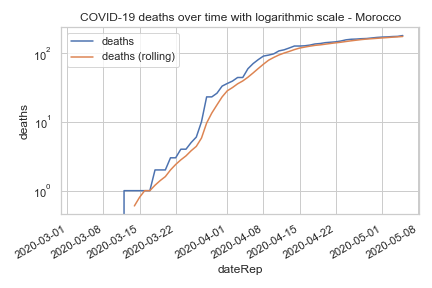 COVID-19 deaths over time with logarithmic scale - Morocco
deaths
deaths (rolling)
10²
10¹
10⁰
deaths
2020-03-01
2020-03-08
2020-03-15
2020-03-22
2020-04-01
2020-04-08
2020-04-15
2020-04-22
2020-05-01
2020-05-08
dateRep